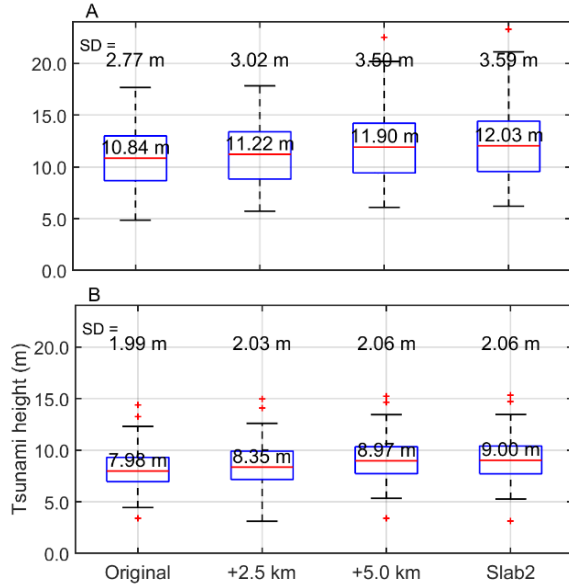 A
SD =
2.77 m 3.02 m 3.59 m 3.59 m
20.0
15.0
10.84 m 11.22 m 11.90 m 12.03 m
10.0
5.0
0.0
B
SD =
1.99 m 2.03 m 2.06 m 2.06 m
20.0
15.0
10.0
7.98 m 8.35 m 8.97 m 9.00 m
5.0
0.0
Tsunami height (m)
Original +2.5 km +5.0 km Slab2